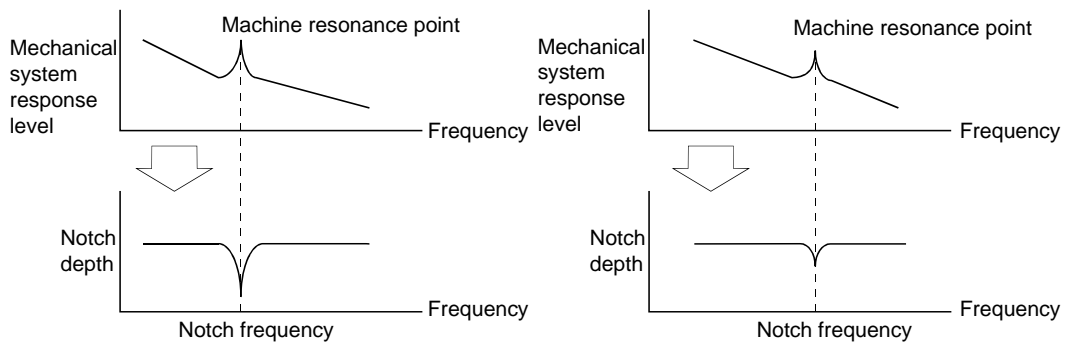 Machine resonance point
Mechanical
system
response
level
Frequency
Notch
depth
Frequency
Notch frequency
Machine resonance point
Mechanical
system
response
level
Frequency
Notch
depth
Frequency
Notch frequency